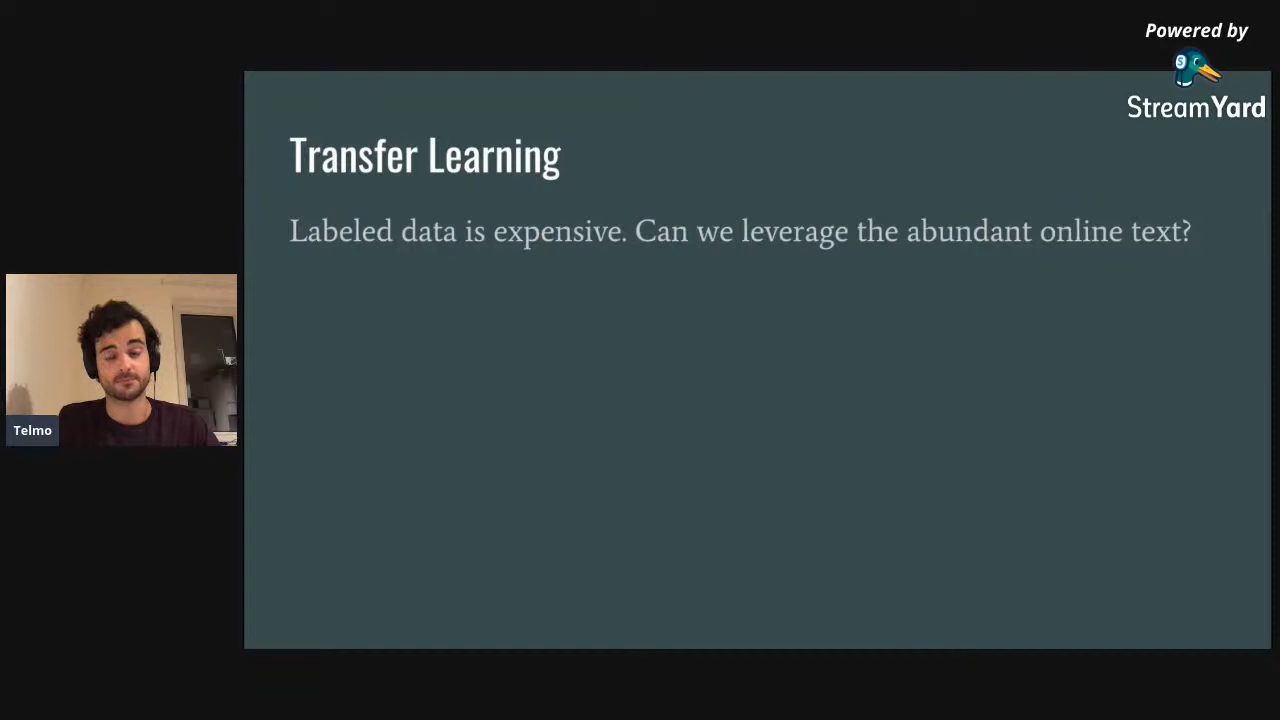 Powered by
StreamYard
Transfer Learning
Labeled data is expensive. Can we leverage the abundant online text?
Telmo